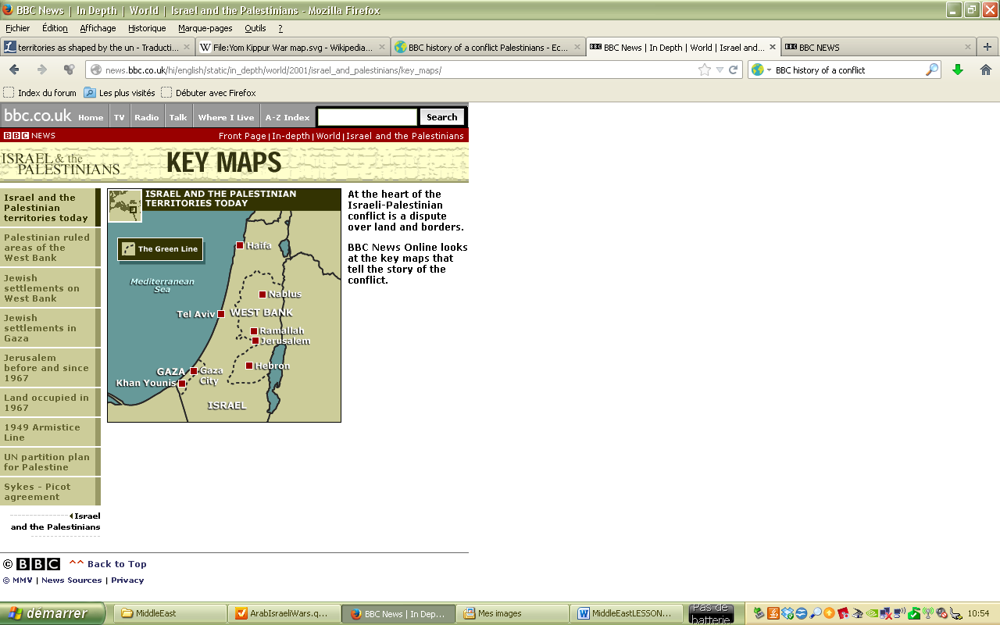 BBC News | In Depth | World | Israel and the Palestinians - Mozilla Firefox
Fichier Édition Affichage Historique Marque-pages Outils ?
territories as shaped by the un - Traducti... File:Yom Kippur War map.svg - Wikipedia... BBC history of a conflict Palestinians - Ec... BBC News | In Depth | World | Israel and... BBC NEWS
news.bbc.co.uk/hi/english/static/in_depth/world/2001/israel_and_palestinians/key_maps/ BBC history of a conflict
Index du forum Les plus visités Débuter avec Firefox
bbc.co.uk Home TV Radio Talk Where I Live A-Z Index Search
BBC NEWS Front Page | In-depth | World | Israel and the Palestinians
ISRAEL & the
PALESTINIANS
KEY MAPS
Israel and the
Palestinian
territories today
Palestinian ruled
areas of the
West Bank
Jewish
settlements on
West Bank
Jewish
settlements in
Gaza
Jerusalem
before and since
1967
Land occupied in
1967
1949 Armistice
Line
UN partition plan
for Palestine
Sykes - Picot
agreement
Israel
and the Palestinians
ISRAEL AND THE PALESTINIAN
TERRITORIES TODAY
The Green Line
Haifa
Mediterranean
Sea
Nablus
Tel Aviv
WEST BANK
Ramallah
Jerusalem
Hebron
GAZA
Gaza
City
Khan Younis
ISRAEL
At the heart of the
Israeli-Palestinian
conflict is a dispute
over land and borders.
BBC News Online looks
at the key maps that
tell the story of the
conflict.
© BBC ^^ Back to Top
© MMV | News Sources | Privacy
démarrer MiddleEast ArabIsraeliWars.q... BBC News | In Dep... Mes images MiddleEastLESSON... Pas de
batterie 10:54